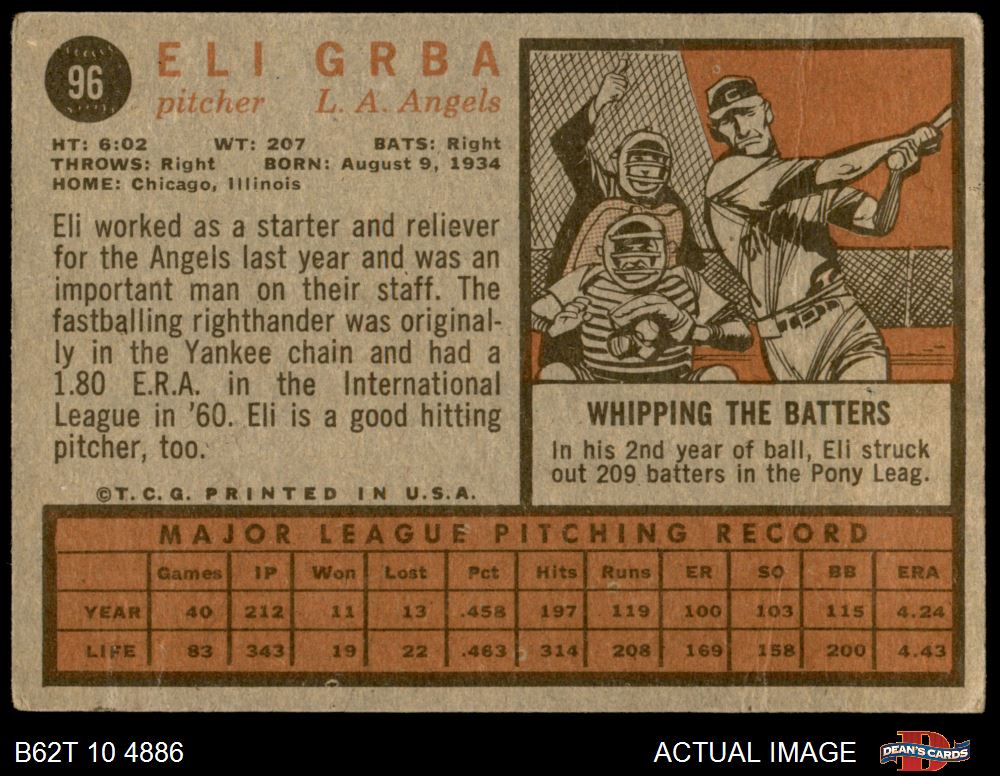 96
ELI GRBA
pitcher L. A. Angels
HT: 6:02 WT: 207 BATS: Right
THROWS: Right BORN: August 9, 1934
HOME: Chicago, Illinois
Eli worked as a starter and reliever
for the Angels last year and was an
important man on their staff. The
fastballing righthander was original-
ly in the Yankee chain and had a
1.80 E.R.A. in the International
League in '60. Eli is a good hitting
pitcher, too.
©T. C. G. PRINTED IN U.S.A.
C
WHIPPING THE BATTERS
In his 2nd year of ball, Eli struck
out 209 batters in the Pony Leag.
MAJOR LEAGUE PITCHING RECORD
Games IP Won Lost Pct Hits Runs ER SO BB ERA
YEAR 40 212 11 13 .458 197 119 100 103 115 4.24
LIFE 83 343 19 22 .463 314 208 169 158 200 4.43
B62T 10 4886
ACTUAL IMAGE
D
DEAN'S CARDS